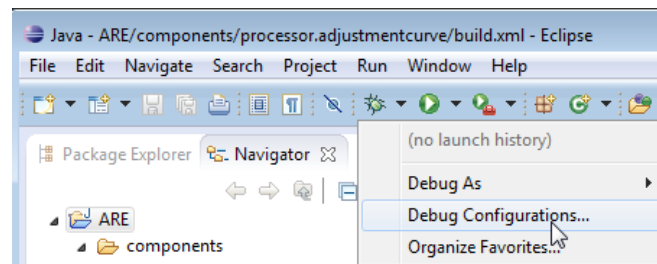 Java - ARE/components/processor.adjustmentcurve/build.xml - Eclipse
File Edit Navigate Search Project Run Window Help
(no launch history)
Package Explorer Navigator
Debug As
Debug Configurations...
ARE
components
Organize Favorites...